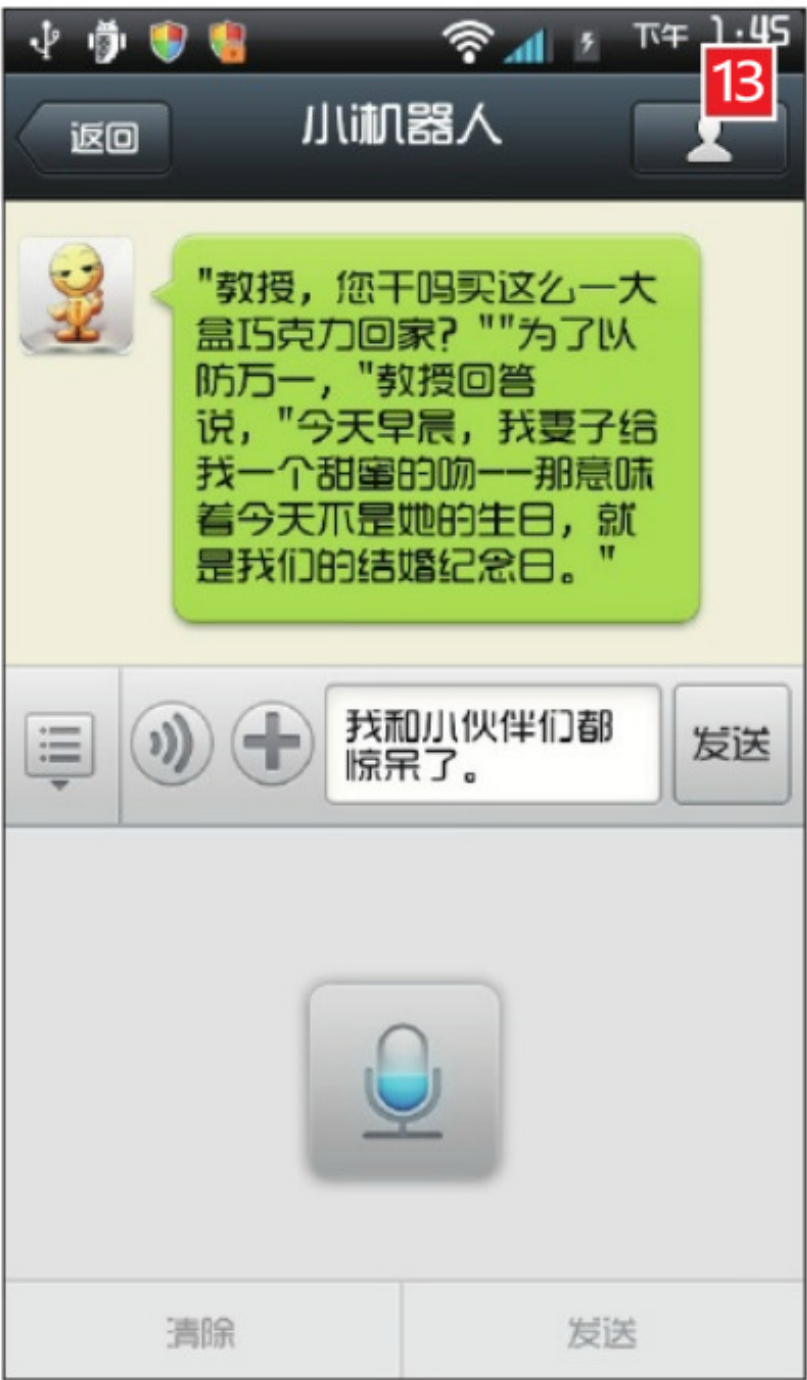 下午 1:45
13
返回
小i机器人
"教授，您干吗买这么一大
盒巧克力回家？""为了以
防万一，"教授回答
说，"今天早晨，我妻子给
我一个甜蜜的吻——那意味
着今天不是她的生日，就
是我们的结婚纪念日。"
我和小伙伴们都
惊呆了。
发送
清除
发送